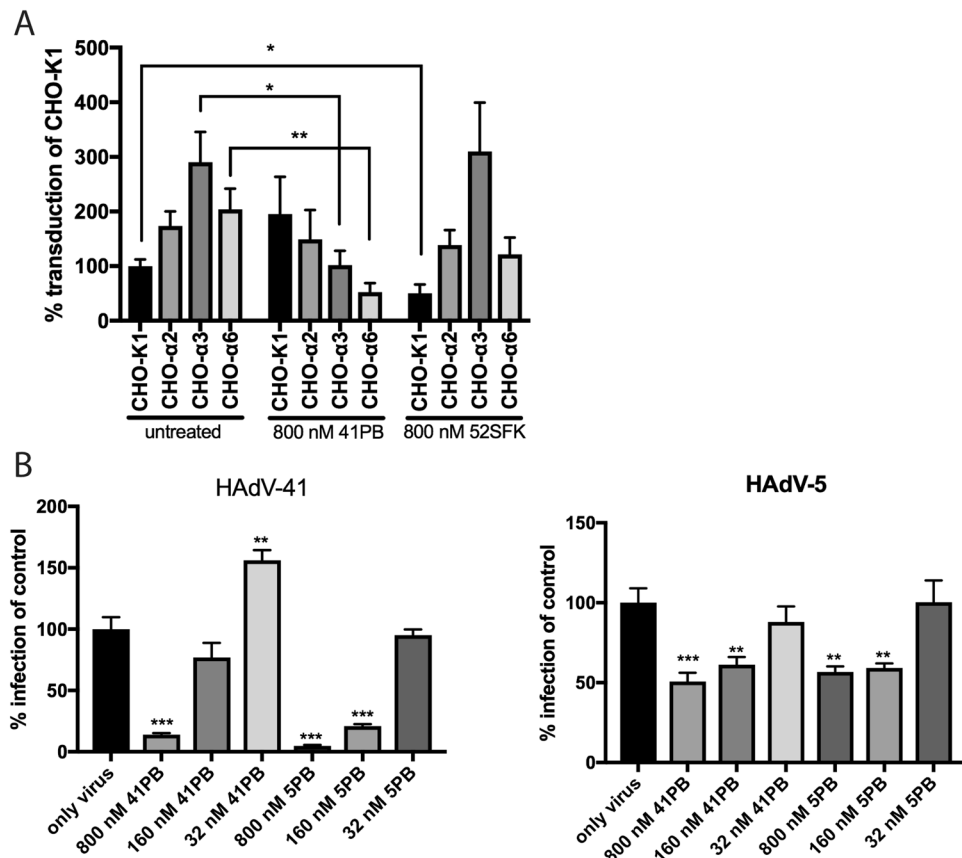 A
% transduction of CHO-K1
500
400
300
200
100
0
*
*
**
CHO-K1
CHO-α2
CHO-α3
CHO-α6
CHO-K1
CHO-α2
CHO-α3
CHO-α6
CHO-K1
CHO-α2
CHO-α3
CHO-α6
untreated
800 nM 41PB
800 nM 52SFK
B
HAdV-41
% infection of control
200
150
100
50
0
***
**
***
***
only virus
800 nM 41PB
160 nM 41PB
32 nM 41PB
800 nM 5PB
160 nM 5PB
32 nM 5PB
HAdV-5
% infection of control
150
100
50
0
***
**
**
**
only virus
800 nM 41PB
160 nM 41PB
32 nM 41PB
800 nM 5PB
160 nM 5PB
32 nM 5PB